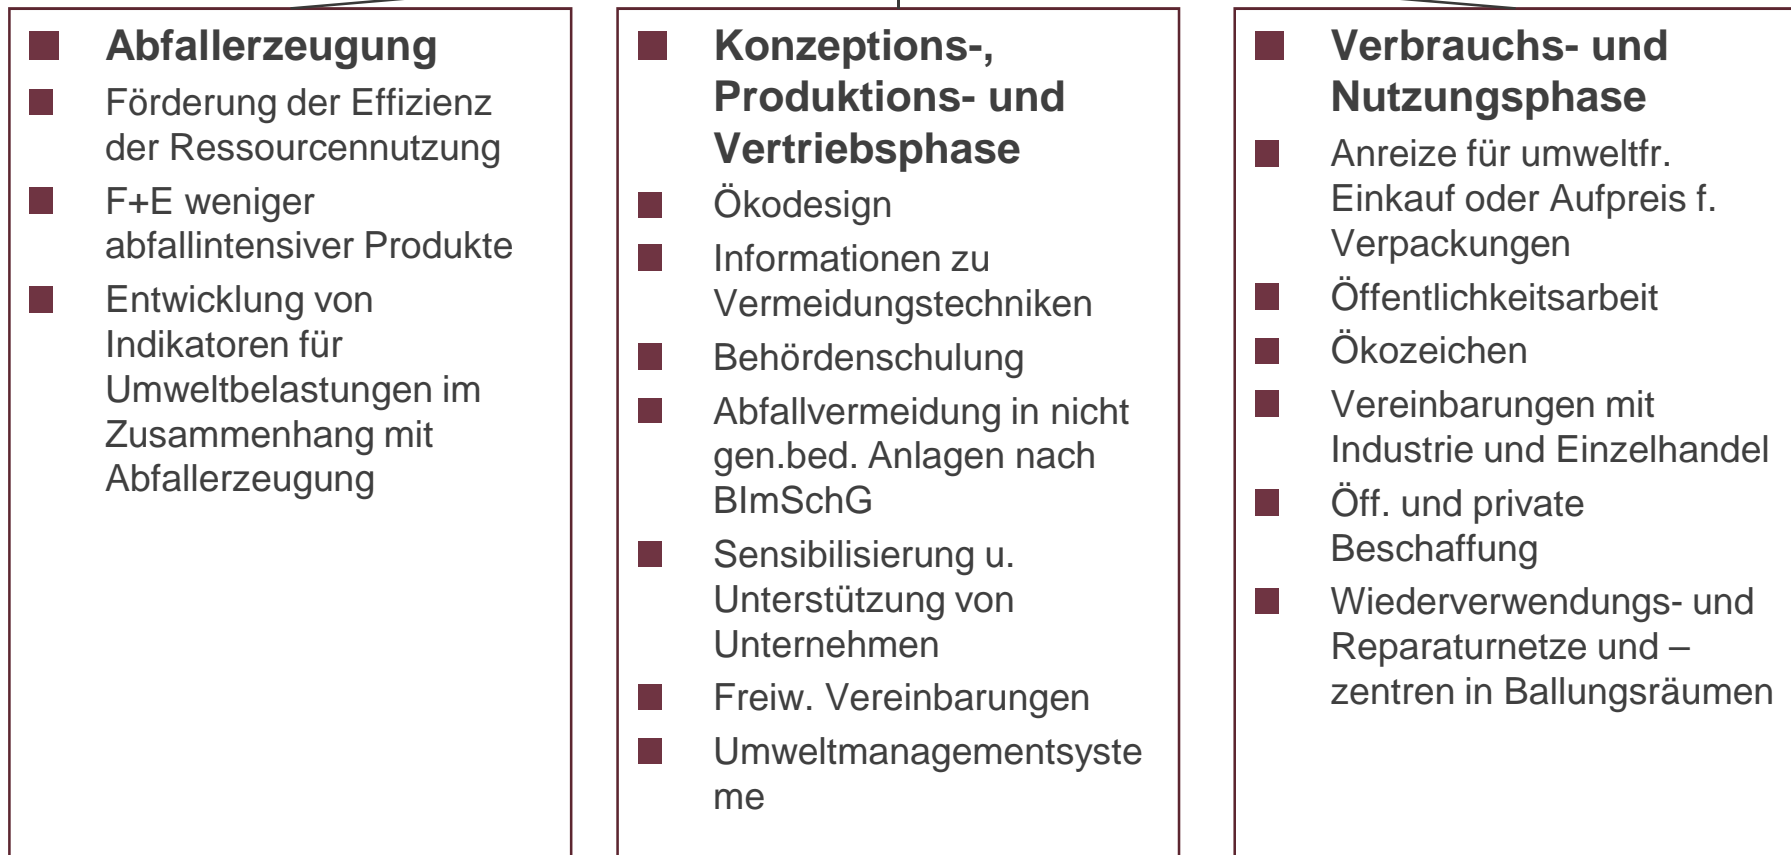 Abfallerzeugung
Förderung der Effizienz
der Ressourcennutzung
F+E weniger
abfallintensiver Produkte
Entwicklung von
Indikatoren für
Umweltbelastungen im
Zusammenhang mit
Abfallerzeugung
Konzeptions-,
Produktions- und
Vertriebsphase
Ökodesign
Informationen zu
Vermeidungstechniken
Behördenschulung
Abfallvermeidung in nicht
gen.bed. Anlagen nach
BImSchG
Sensibilisierung u.
Unterstützung von
Unternehmen
Freiw. Vereinbarungen
Umweltmanagementsyste
me
Verbrauchs- und
Nutzungsphase
Anreize für umweltfr.
Einkauf oder Aufpreis f.
Verpackungen
Öffentlichkeitsarbeit
Ökozeichen
Vereinbarungen mit
Industrie und Einzelhandel
Öff. und private
Beschaffung
Wiederverwendungs- und
Reparaturnetze und –
zentren in Ballungsräumen